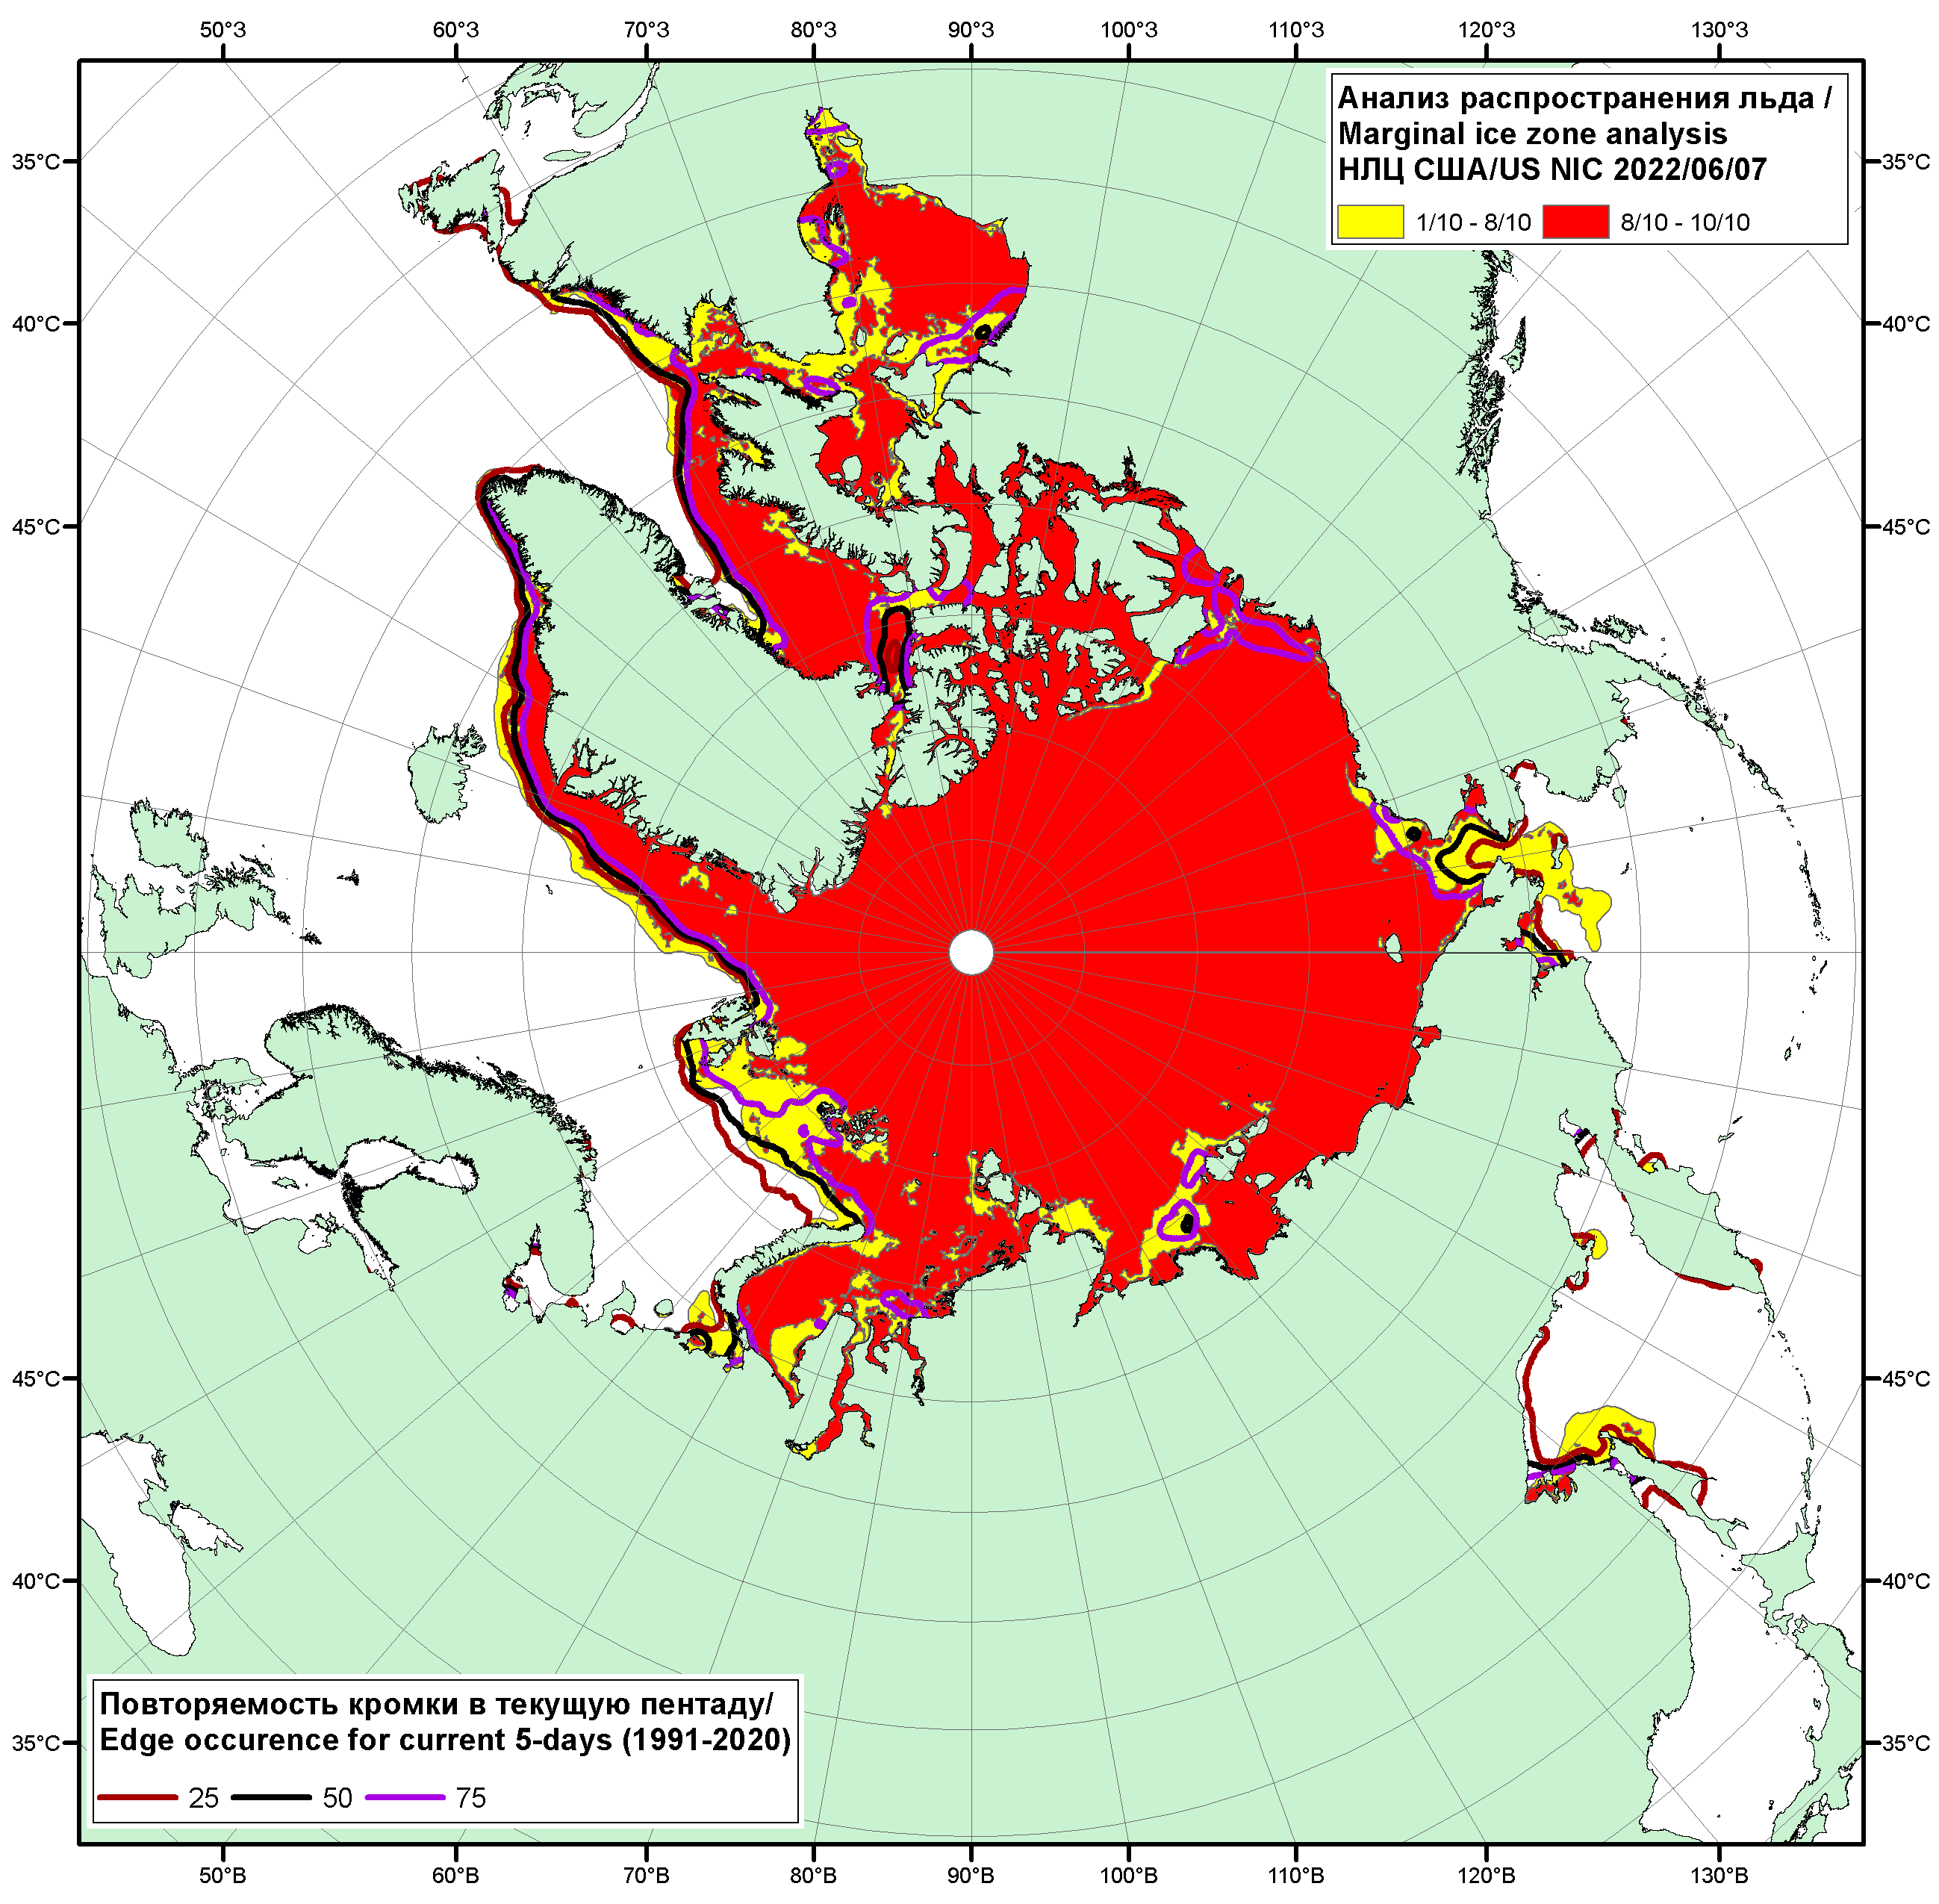 50°З 60°З 70°З 80°З 90°З 100°З 110°З 120°З 130°З
Анализ распространения льда /
Marginal ice zone analysis
НЛЦ США/US NIC 2022/06/07
1/10 - 8/10 8/10 - 10/10
35°С 35°С
40°С 40°С
45°С 45°С
45°С 45°С
40°С 40°С
35°С 35°С
Повторяемость кромки в текущую пентаду/
Edge occurence for current 5-days (1991-2020)
25 50 75
50°В 60°В 70°В 80°В 90°В 100°В 110°В 120°В 130°В